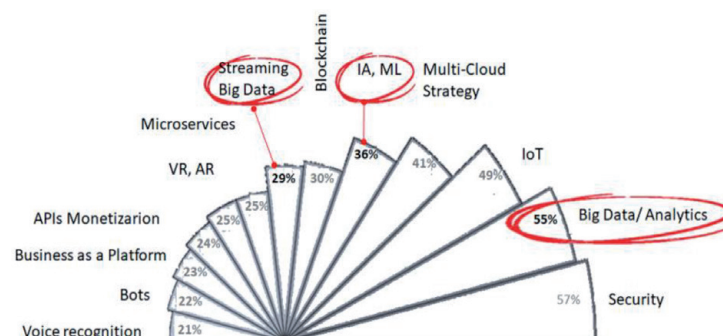 Blockchain
Streaming
Big Data
IA, ML
Multi-Cloud
Strategy
Microservices
VR, AR
IoT
APIs Monetizarion
Business as a Platform
Bots
Voice recognition
Big Data/ Analytics
Security
21%
22%
23%
24%
25%
25%
29%
30%
36%
41%
49%
55%
57%